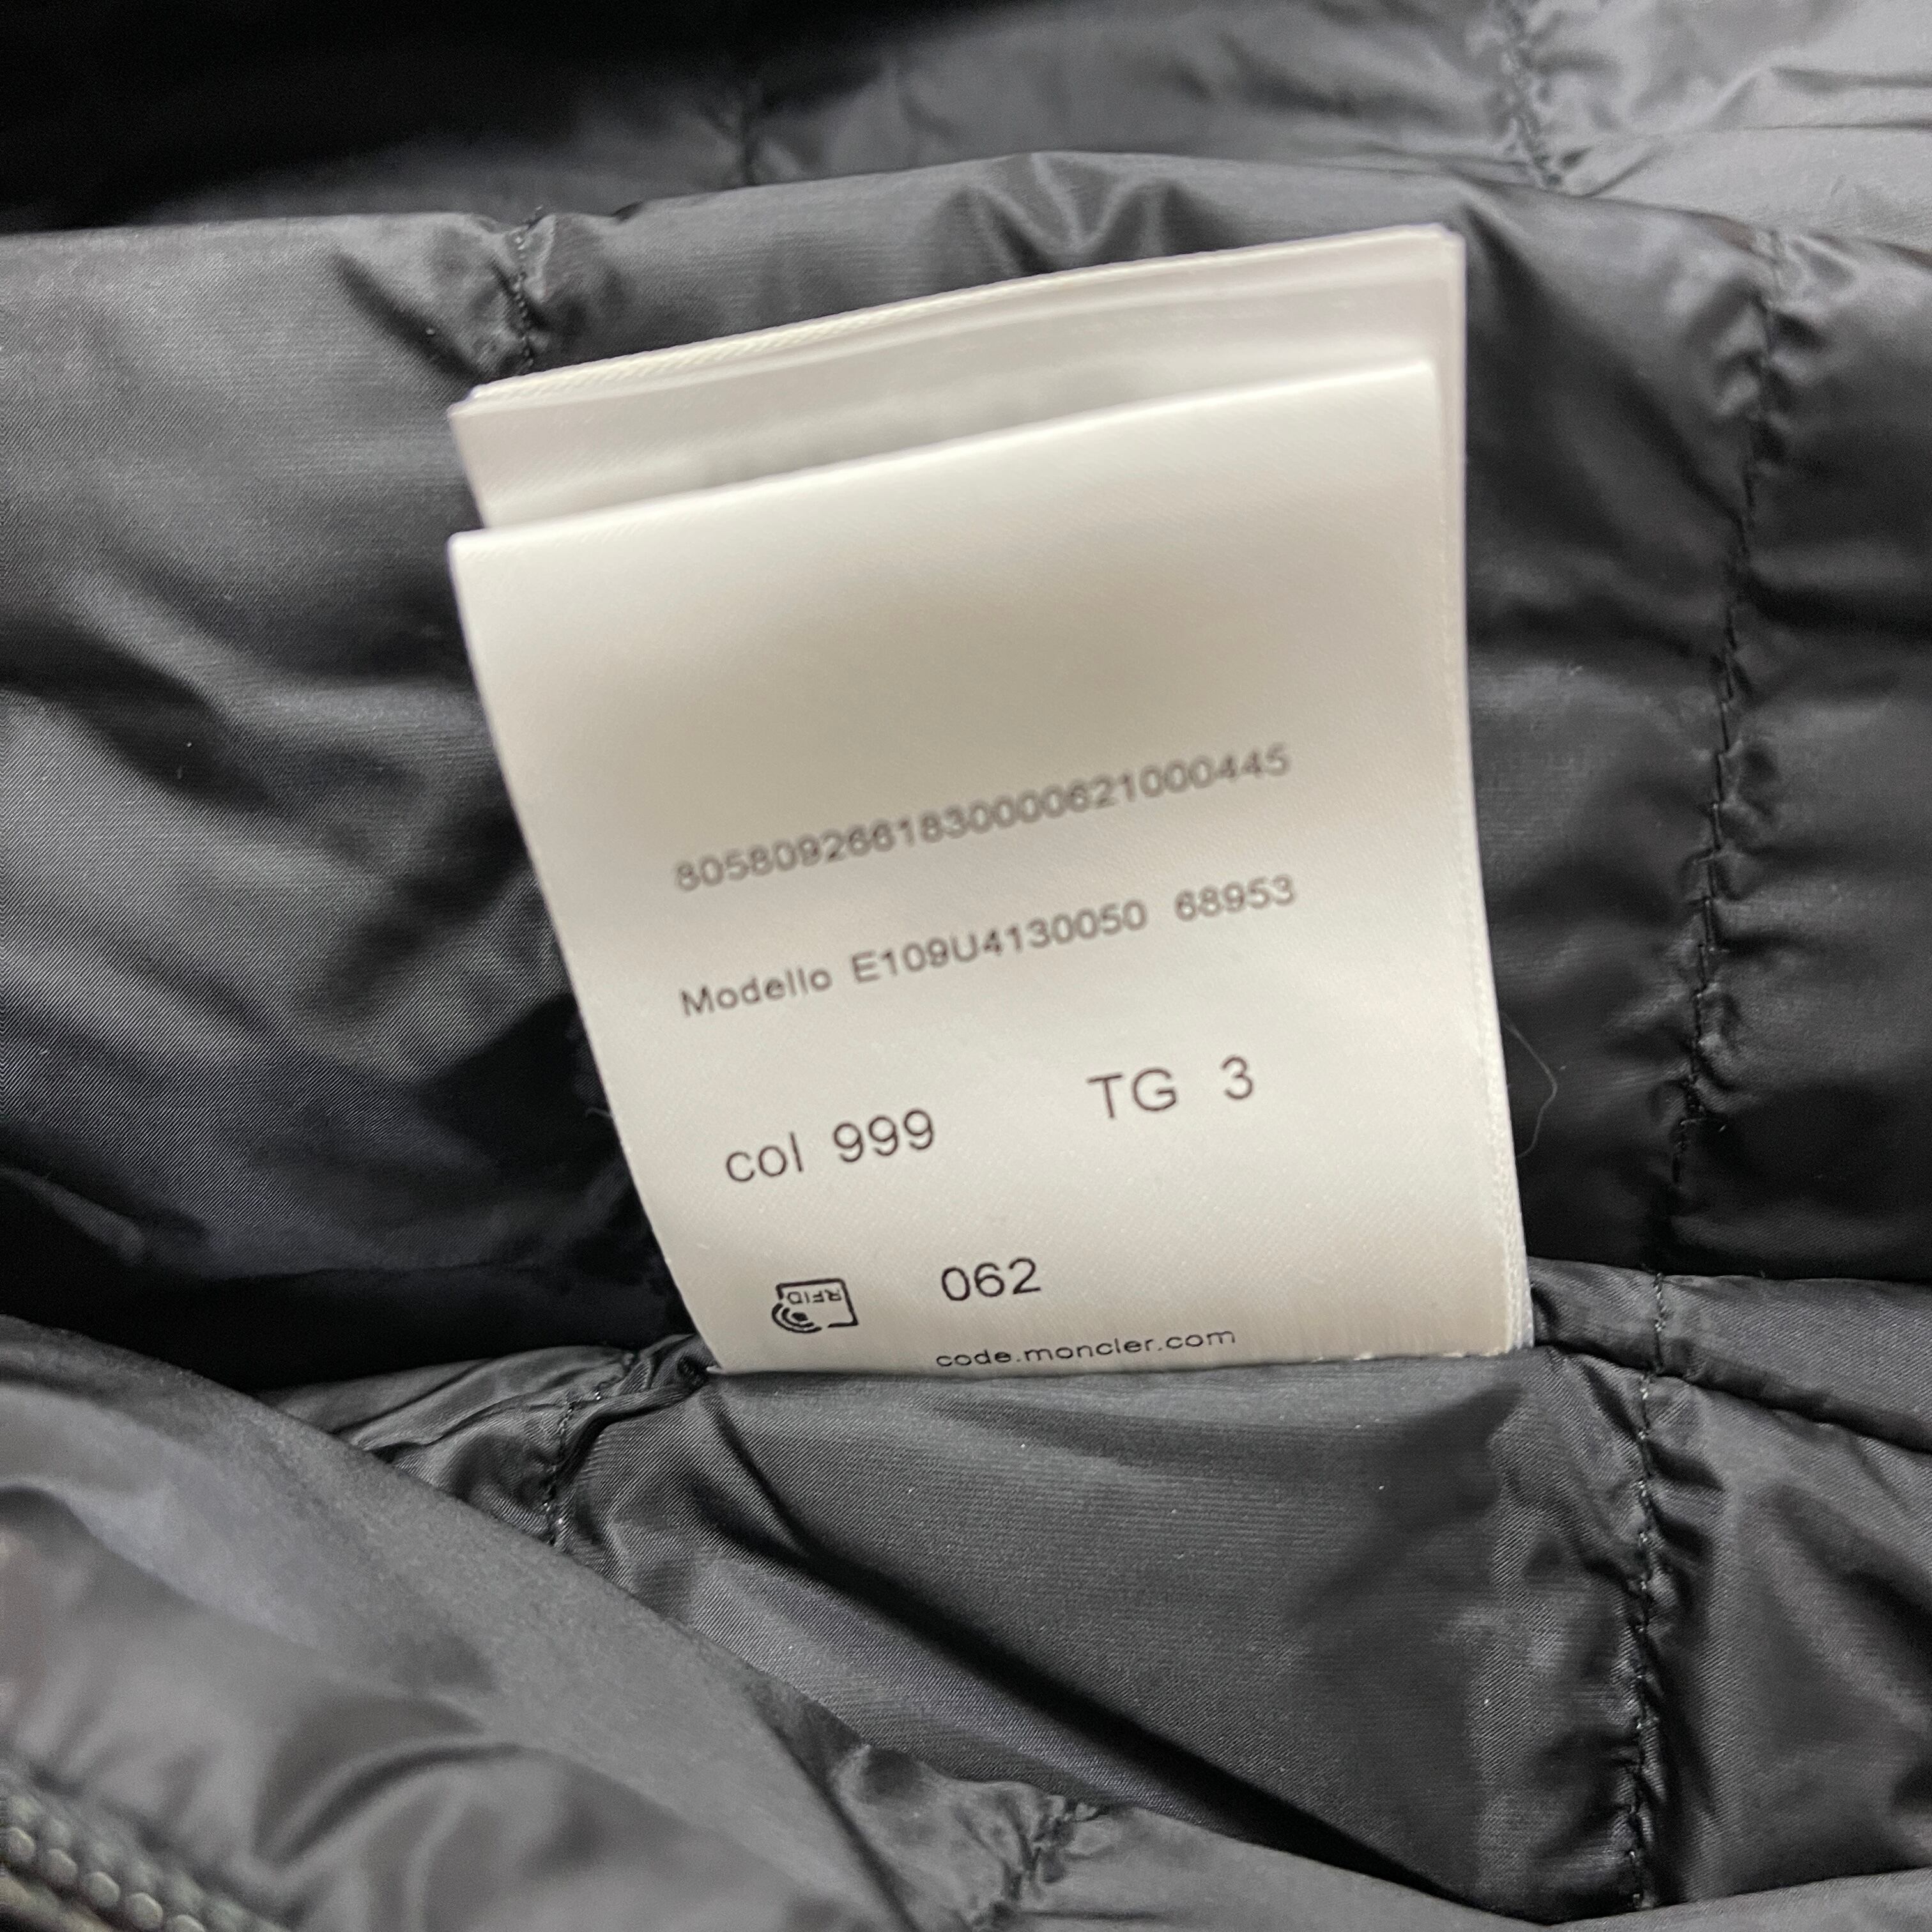 8058092661830000621000445
Modello E109U4130050 68953
col 999 TG 3
RFID 062
code.moncler.com